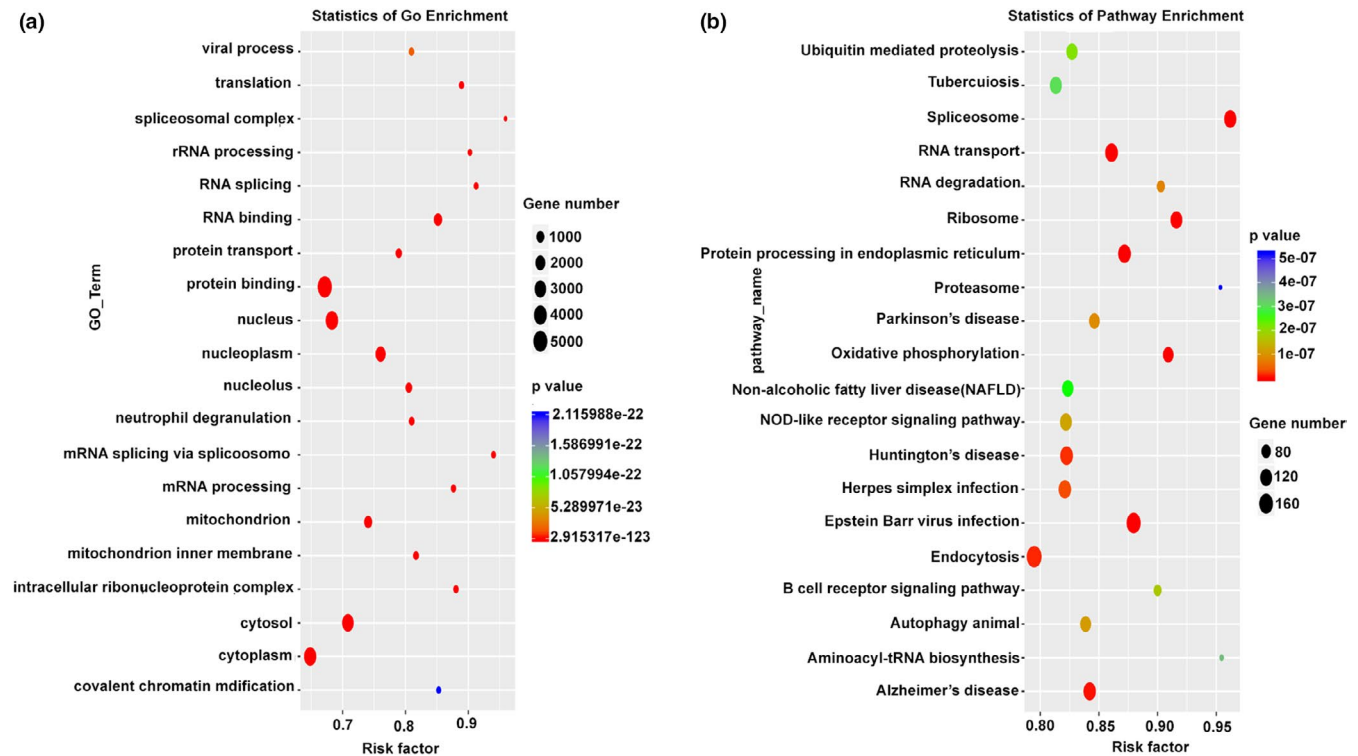 (a)
Statistics of Go Enrichment
GO_Term
viral process
translation
spliceosomal complex
rRNA processing
RNA splicing
RNA binding
protein transport
protein binding
nucleus
nucleoplasm
nucleolus
neutrophil degranulation
mRNA splicing via splicoosomo
mRNA processing
mitochondrion
mitochondrion inner membrane
intracellular ribonucleoprotein complex
cytosol
cytoplasm
covalent chromatin mdification
0.7 0.8 0.9
Risk factor
Gene number
1000
2000
3000
4000
5000
p value
2.115988e-22
1.586991e-22
1.057994e-22
5.289971e-23
2.915317e-123
(b)
Statistics of Pathway Enrichment
pathway_name
Ubiquitin mediated proteolysis
Tubercuiosis
Spliceosome
RNA transport
RNA degradation
Ribosome
Protein processing in endoplasmic reticulum
Proteasome
Parkinson's disease
Oxidative phosphorylation
Non-alcoholic fatty liver disease(NAFLD)
NOD-like receptor signaling pathway
Huntington's disease
Herpes simplex infection
Epstein Barr virus infection
Endocytosis
B cell receptor signaling pathway
Autophagy animal
Aminoacyl-tRNA biosynthesis
Alzheimer's disease
0.80 0.85 0.90 0.95
Risk factor
p value
5e-07
4e-07
3e-07
2e-07
1e-07
Gene number
80
120
160